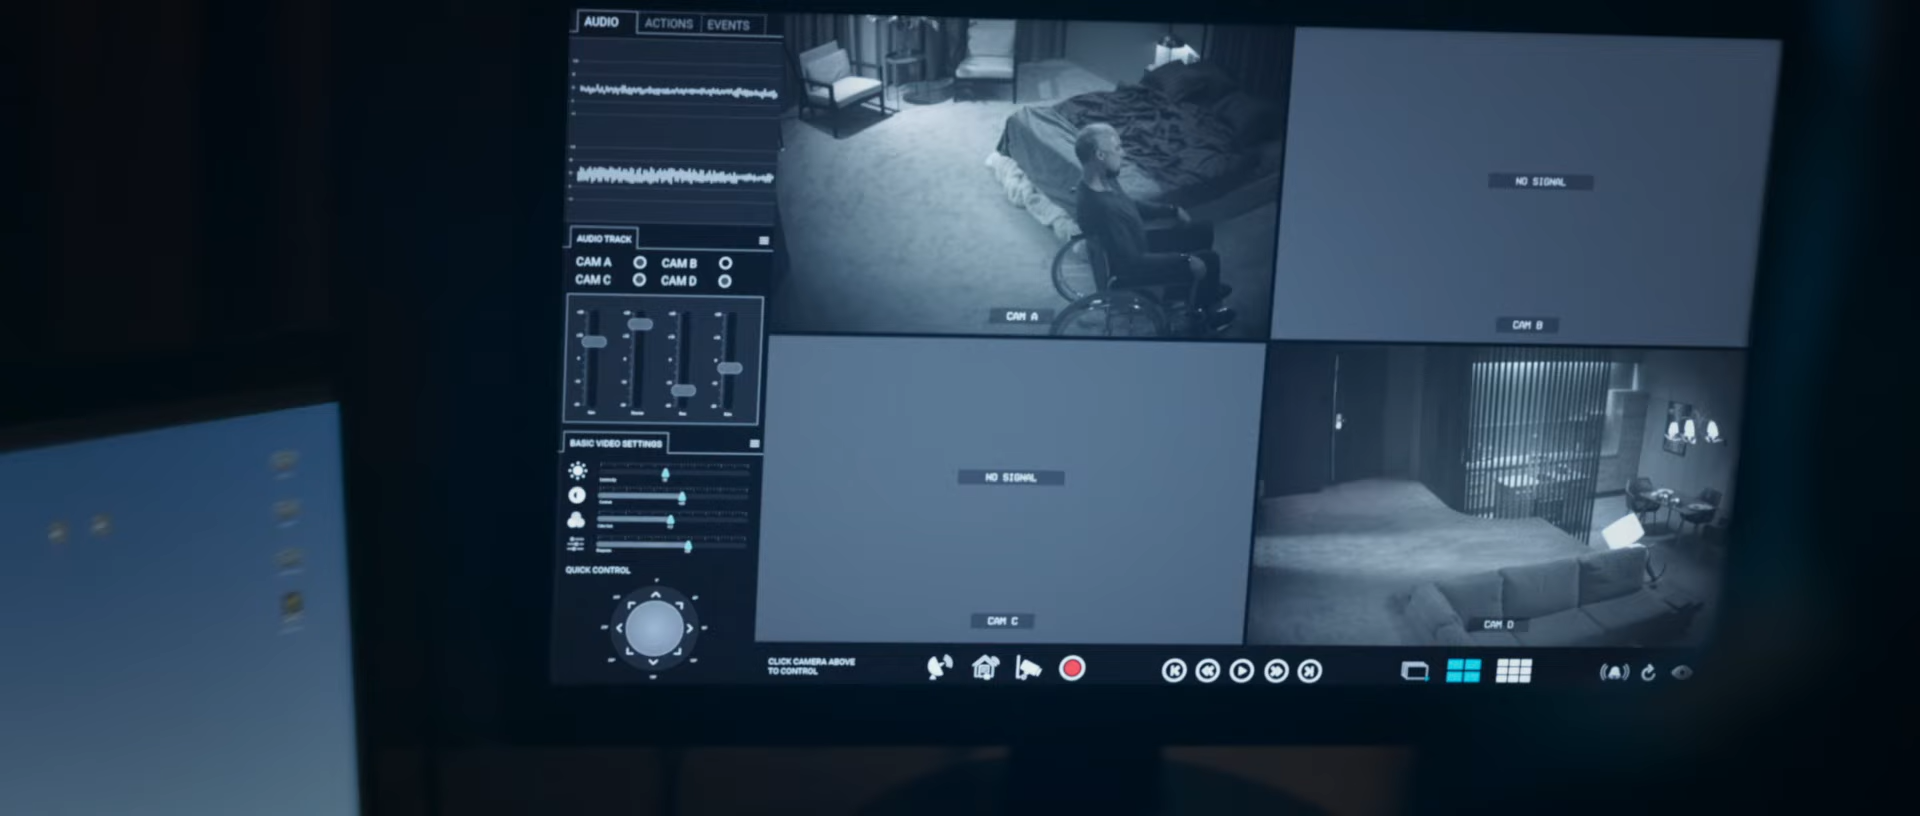 AUDIO
ACTIONS
EVENTS
AUDIO TRACK
CAM A
CAM B
CAM C
CAM D
BASIC VIDEO SETTINGS
QUICK CONTROL
CAM A
NO SIGNAL
CAM B
NO SIGNAL
CAM C
CAM D
CLICK CAMERA ABOVE
TO CONTROL